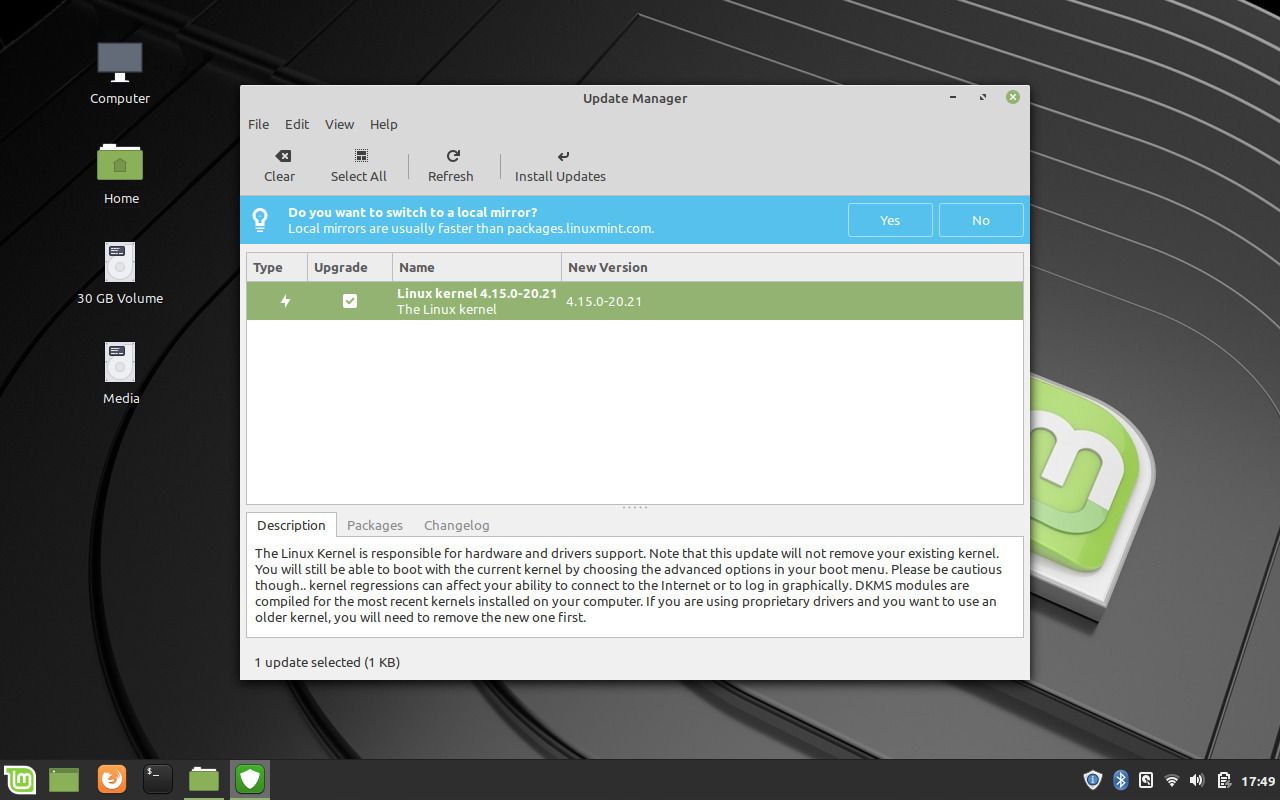 Computer
Home
30 GB Volume
Media
Update Manager
File Edit View Help
Clear Select All Refresh Install Updates
Do you want to switch to a local mirror?
Local mirrors are usually faster than packages.linuxmint.com.
Yes No
Type Upgrade Name New Version
Linux kernel 4.15.0-20.21
The Linux kernel
4.15.0-20.21
Description Packages Changelog
The Linux Kernel is responsible for hardware and drivers support. Note that this update will not remove your existing kernel.
You will still be able to boot with the current kernel by choosing the advanced options in your boot menu. Please be cautious
though.. kernel regressions can affect your ability to connect to the Internet or to log in graphically. DKMS modules are
compiled for the most recent kernels installed on your computer. If you are using proprietary drivers and you want to use an
older kernel, you will need to remove the new one first.
1 update selected (1 KB)
$_
17:49